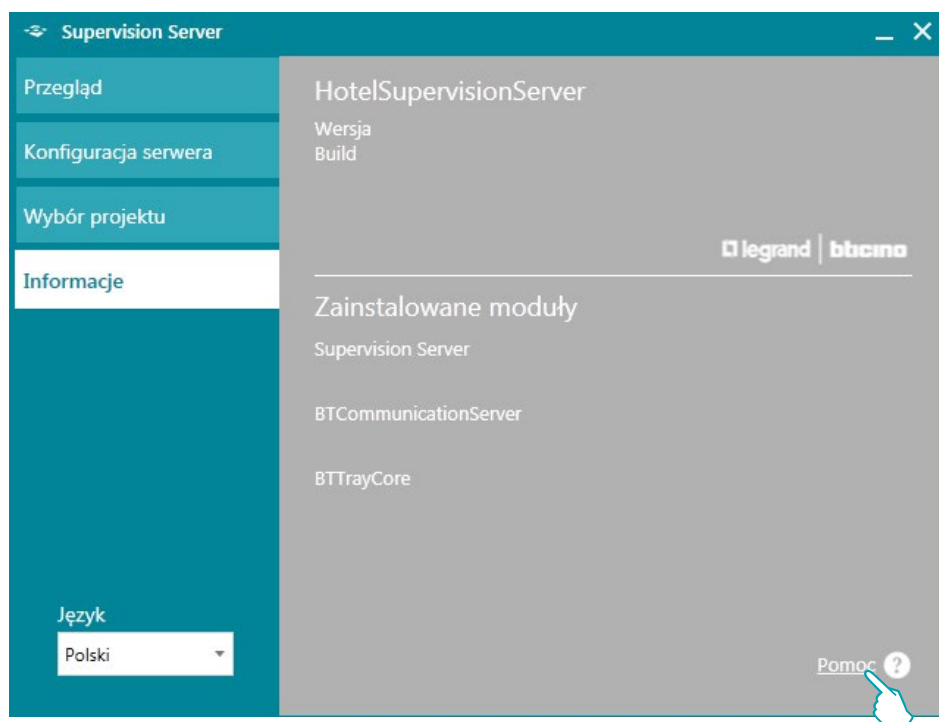 Supervision Server
Przegląd
Konfiguracja serwera
Wybór projektu
Informacje
Język
Polski
HotelSupervisionServer
Wersja
Build
legrand bticino
Zainstalowane moduły
Supervision Server
BTCommunicationServer
BTTrayCore
Pomoc ?